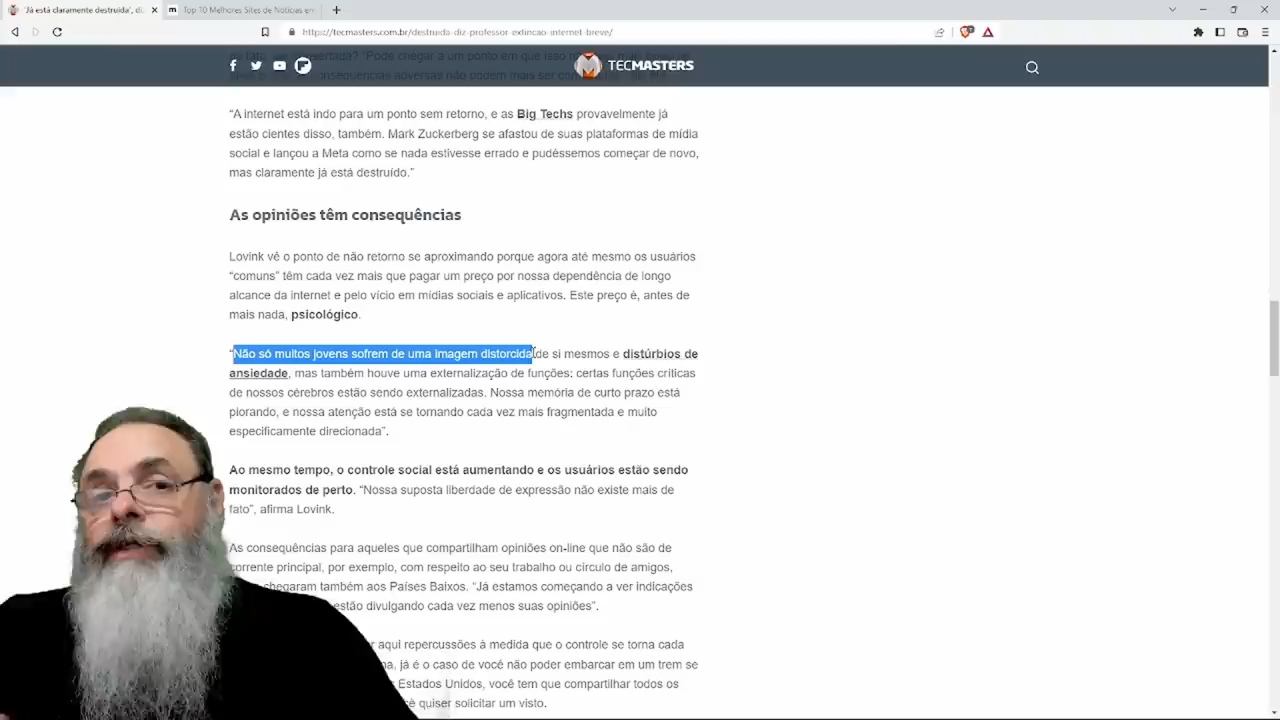 'Já está claramente destruída', di
Top 10 Melhores Sites de Notícias en
https://tecmasters.com.br/destruida-diz-professor-extincao-internet-breve/
TECMASTERS
“A internet está indo para um ponto sem retorno, e as Big Techs provavelmente já
estão cientes disso, também. Mark Zuckerberg se afastou de suas plataformas de mídia
social e lançou a Meta como se nada estivesse errado e pudéssemos começar de novo,
mas claramente já está destruído.”
As opiniões têm consequências
Lovink vê o ponto de não retorno se aproximando porque agora até mesmo os usuários
“comuns” têm cada vez mais que pagar um preço por nossa dependência de longo
alcance da internet e pelo vício em mídias sociais e aplicativos. Este preço é, antes de
mais nada, psicológico.
“Não só muitos jovens sofrem de uma imagem distorcida de si mesmos e distúrbios de
ansiedade, mas também houve uma externalização de funções: certas funções críticas
de nossos cérebros estão sendo externalizadas. Nossa memória de curto prazo está
piorando, e nossa atenção está se tornando cada vez mais fragmentada e muito
especificamente direcionada”.
Ao mesmo tempo, o controle social está aumentando e os usuários estão sendo
monitorados de perto. “Nossa suposta liberdade de expressão não existe mais de
fato”, afirma Lovink.
As consequências para aqueles que compartilham opiniões on-line que não são de
corrente principal, por exemplo, com respeito ao seu trabalho ou círculo de amigos,
chegaram também aos Países Baixos. “Já estamos começando a ver indicações
estão divulgando cada vez menos suas opiniões”.
aqui repercussões à medida que o controle se torna cada
já é o caso de você não poder embarcar em um trem se
Estados Unidos, você tem que compartilhar todos os
quiser solicitar um visto.